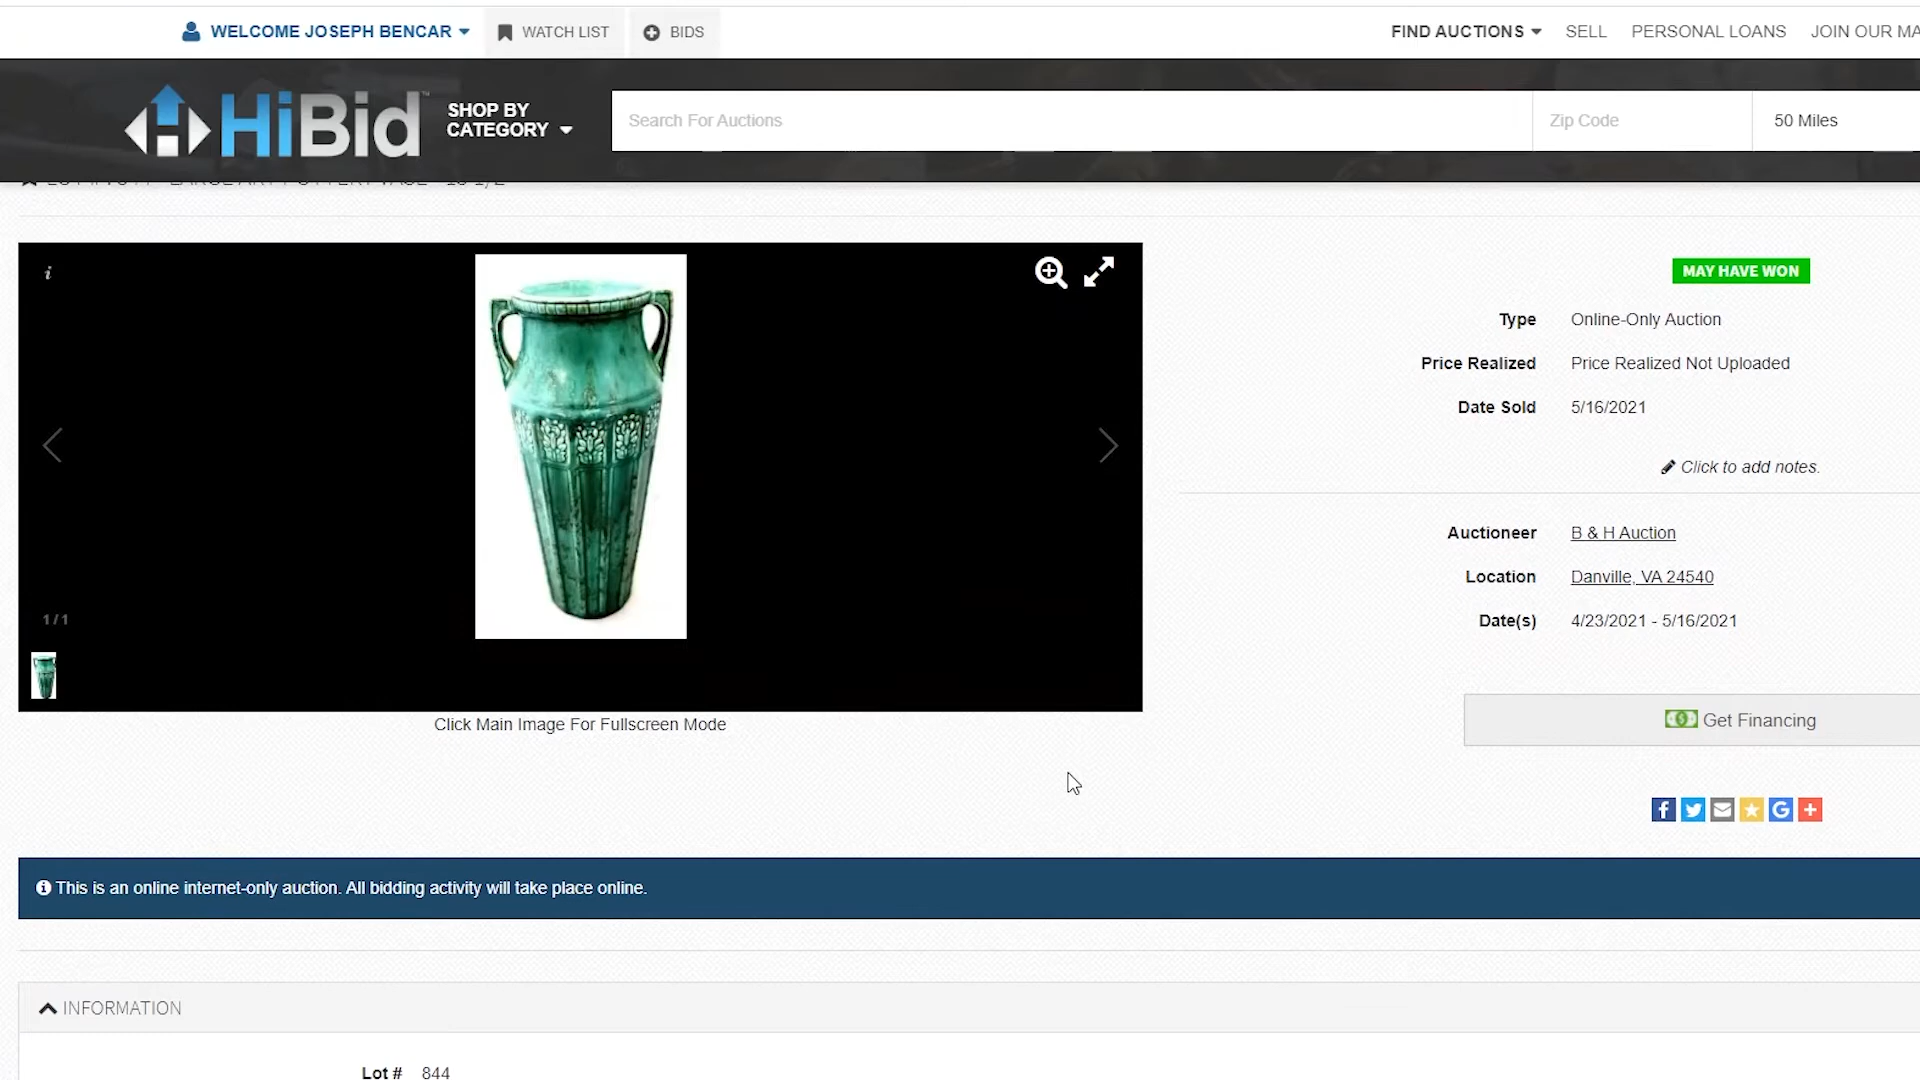 WELCOME JOSEPH BENCAR
WATCH LIST
BIDS
FIND AUCTIONS
SELL
PERSONAL LOANS
JOIN OUR MA
HiBid™
SHOP BY
CATEGORY
Search For Auctions
Zip Code
50 Miles
MAY HAVE WON
Type Online-Only Auction
Price Realized Price Realized Not Uploaded
Date Sold 5/16/2021
Click to add notes.
Auctioneer B & H Auction
Location Danville, VA 24540
Date(s) 4/23/2021 - 5/16/2021
1 / 1
Click Main Image For Fullscreen Mode
Get Financing
This is an online internet-only auction. All bidding activity will take place online.
INFORMATION
Lot # 844